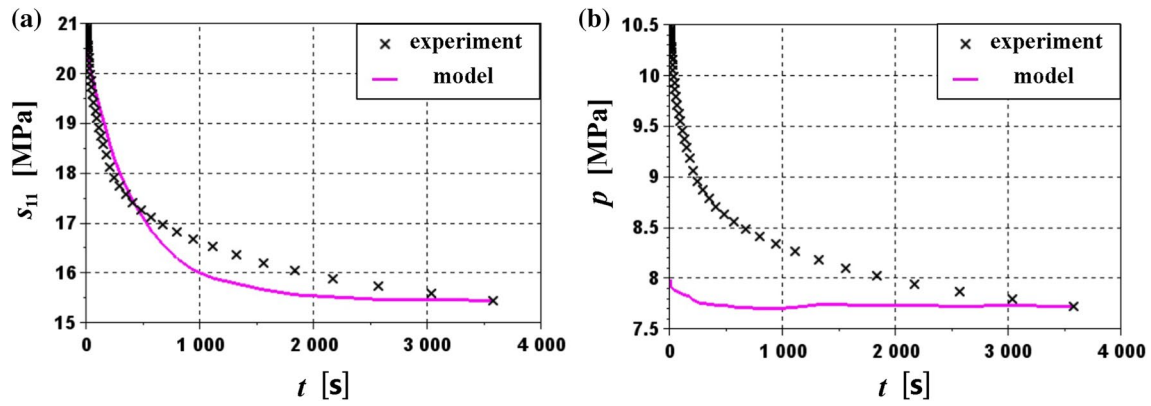 (a)
21
20
19
18
17
16
15
s₁₁ [MPa]
0
1 000
2 000
3 000
4 000
t [s]
experiment
model
(b)
10.5
10
9.5
9
8.5
8
7.5
p [MPa]
0
1 000
2 000
3 000
4 000
t [s]
experiment
model